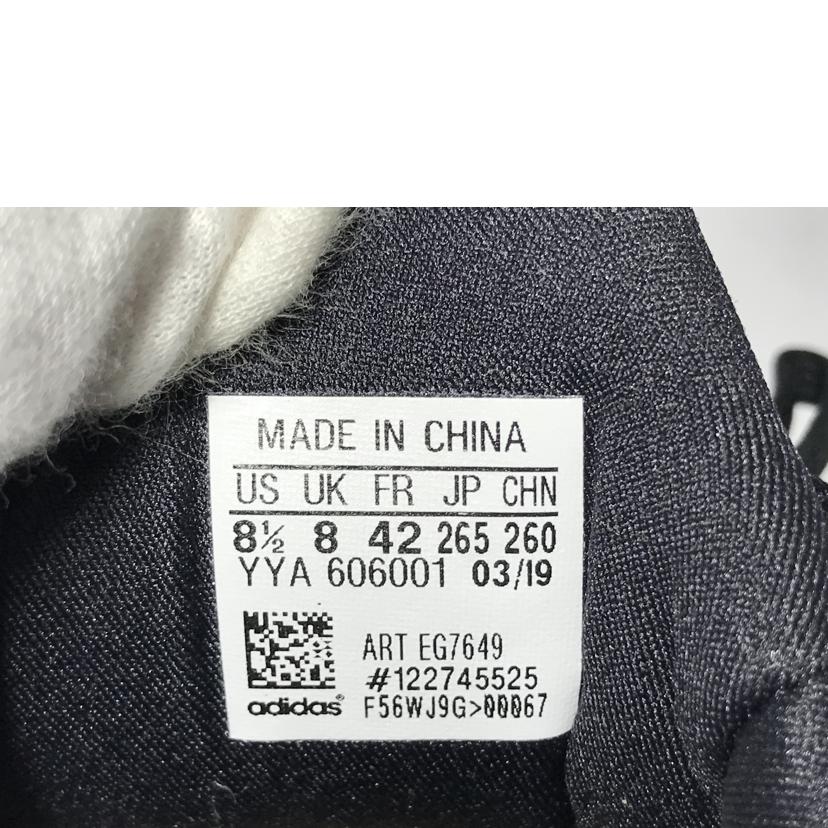 MADE IN CHINA
US UK FR JP CHN
8½ 8 42 265 260
YYA 606001 03/19
ART EG7649
#122745525
adidas® F56WJ9G>00067